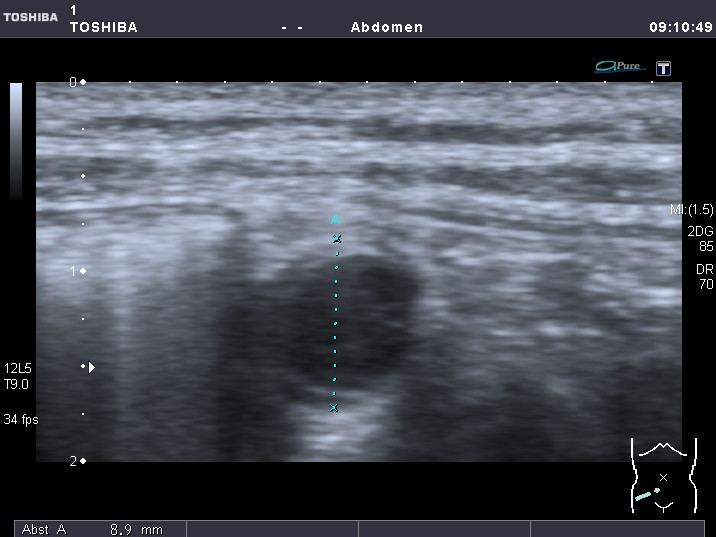 TOSHIBA
1
TOSHIBA
- -
Abdomen
09:10:49
aPure
T
0
MI:(1.5)
2DG
85
DR
70
1
12L5
T9.0
34 fps
2
A
Abst A 8.9 mm